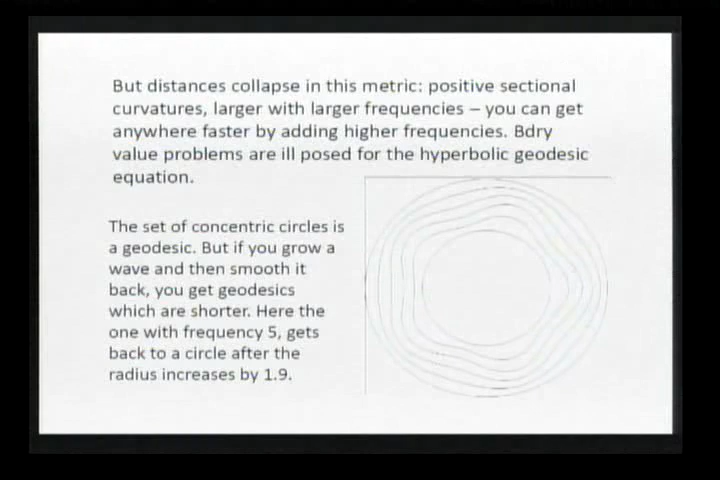 But distances collapse in this metric: positive sectional
curvatures, larger with larger frequencies – you can get
anywhere faster by adding higher frequencies. Bdry
value problems are ill posed for the hyperbolic geodesic
equation.
The set of concentric circles is
a geodesic. But if you grow a
wave and then smooth it
back, you get geodesics
which are shorter. Here the
one with frequency 5, gets
back to a circle after the
radius increases by 1.9.